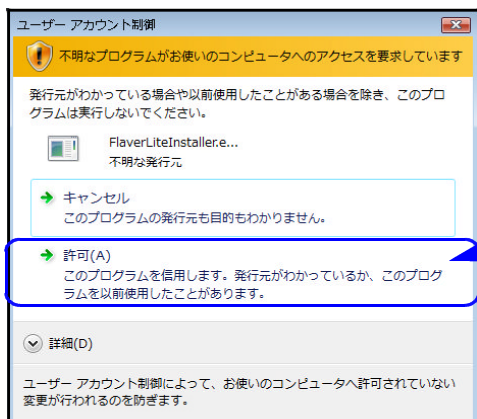 ユーザー アカウント制御
不明なプログラムがお使いのコンピュータへのアクセスを要求しています
発行元がわかっている場合や以前使用したことがある場合を除き、このプロ
グラムは実行しないでください。
FlaverLiteInstaller.e...
不明な発行元
キャンセル
このプログラムの発行元も目的もわかりません。
許可(A)
このプログラムを信用します。発行元がわかっているか、このプログ
ラムを以前使用したことがあります。
詳細(D)
ユーザー アカウント制御によって、お使いのコンピュータへ許可されていない
変更が行われるのを防ぎます。